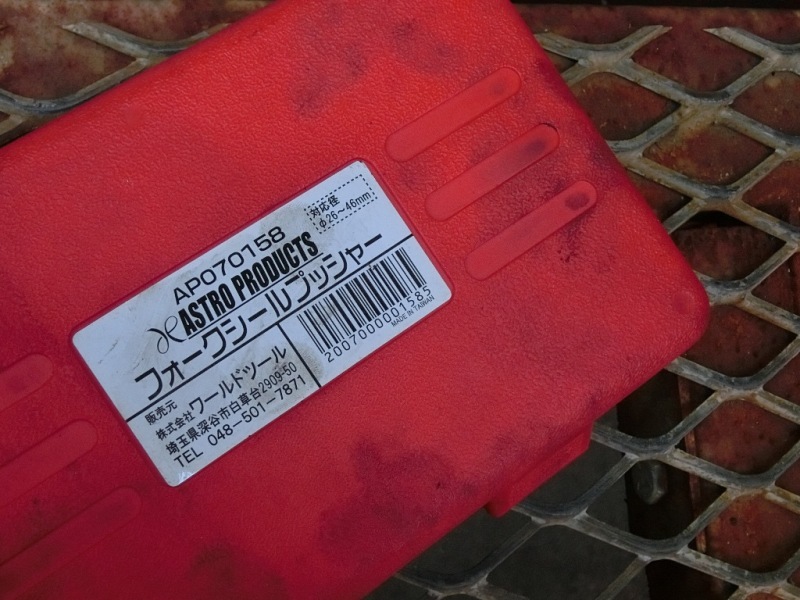 AP070158
対応径
φ26～46mm
ASTRO PRODUCTS
フォークシールプッシャー
2007000001585
MADE IN TAIWAN
販売元
株式会社ワールドツール
埼玉県深谷市白草台2909-50
TEL 048-501-7871